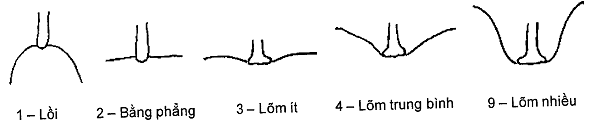 1 – Lồi 2 – Bằng phẳng 3 – Lõm ít 4 – Lõm trung bình 9 – Lõm nhiều